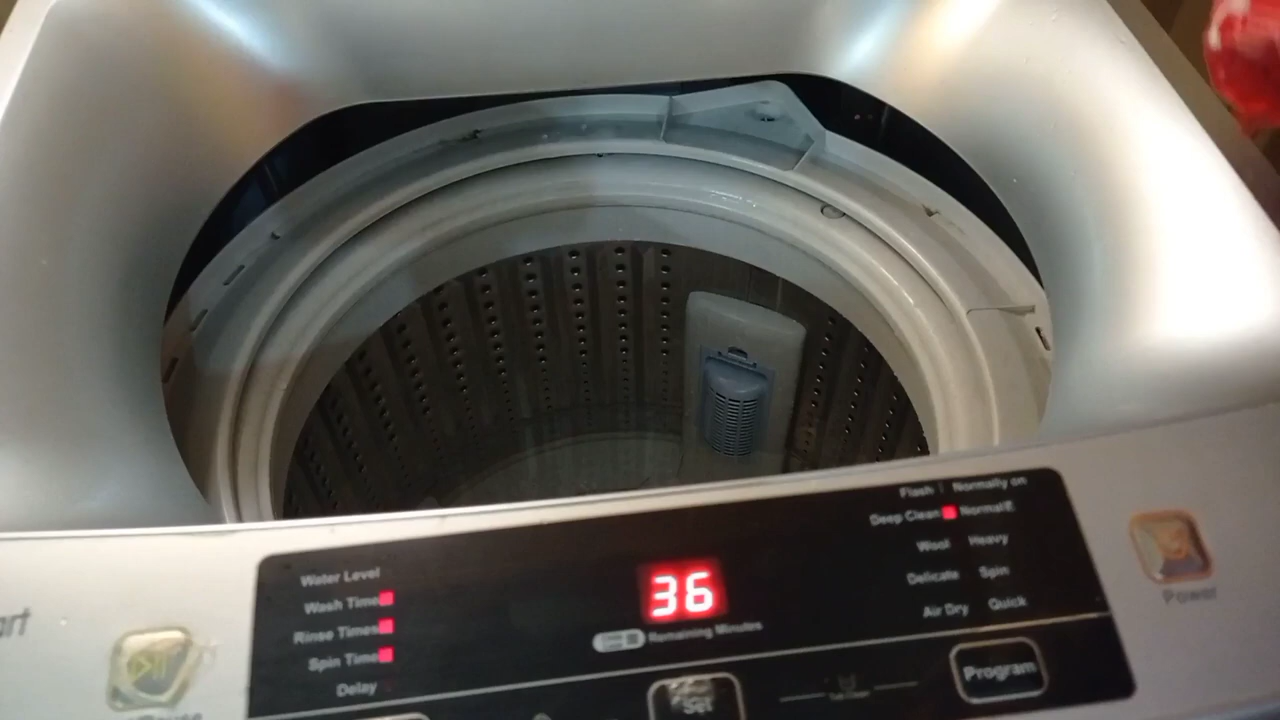 Flash | Normally on
Deep Clean Normal
Wool Heavy
Delicate Spin
Air Dry Quick
Water Level
Wash Time
Rinse Times
Spin Time
Delay
36
Remaining Minutes
Power
Set
Program